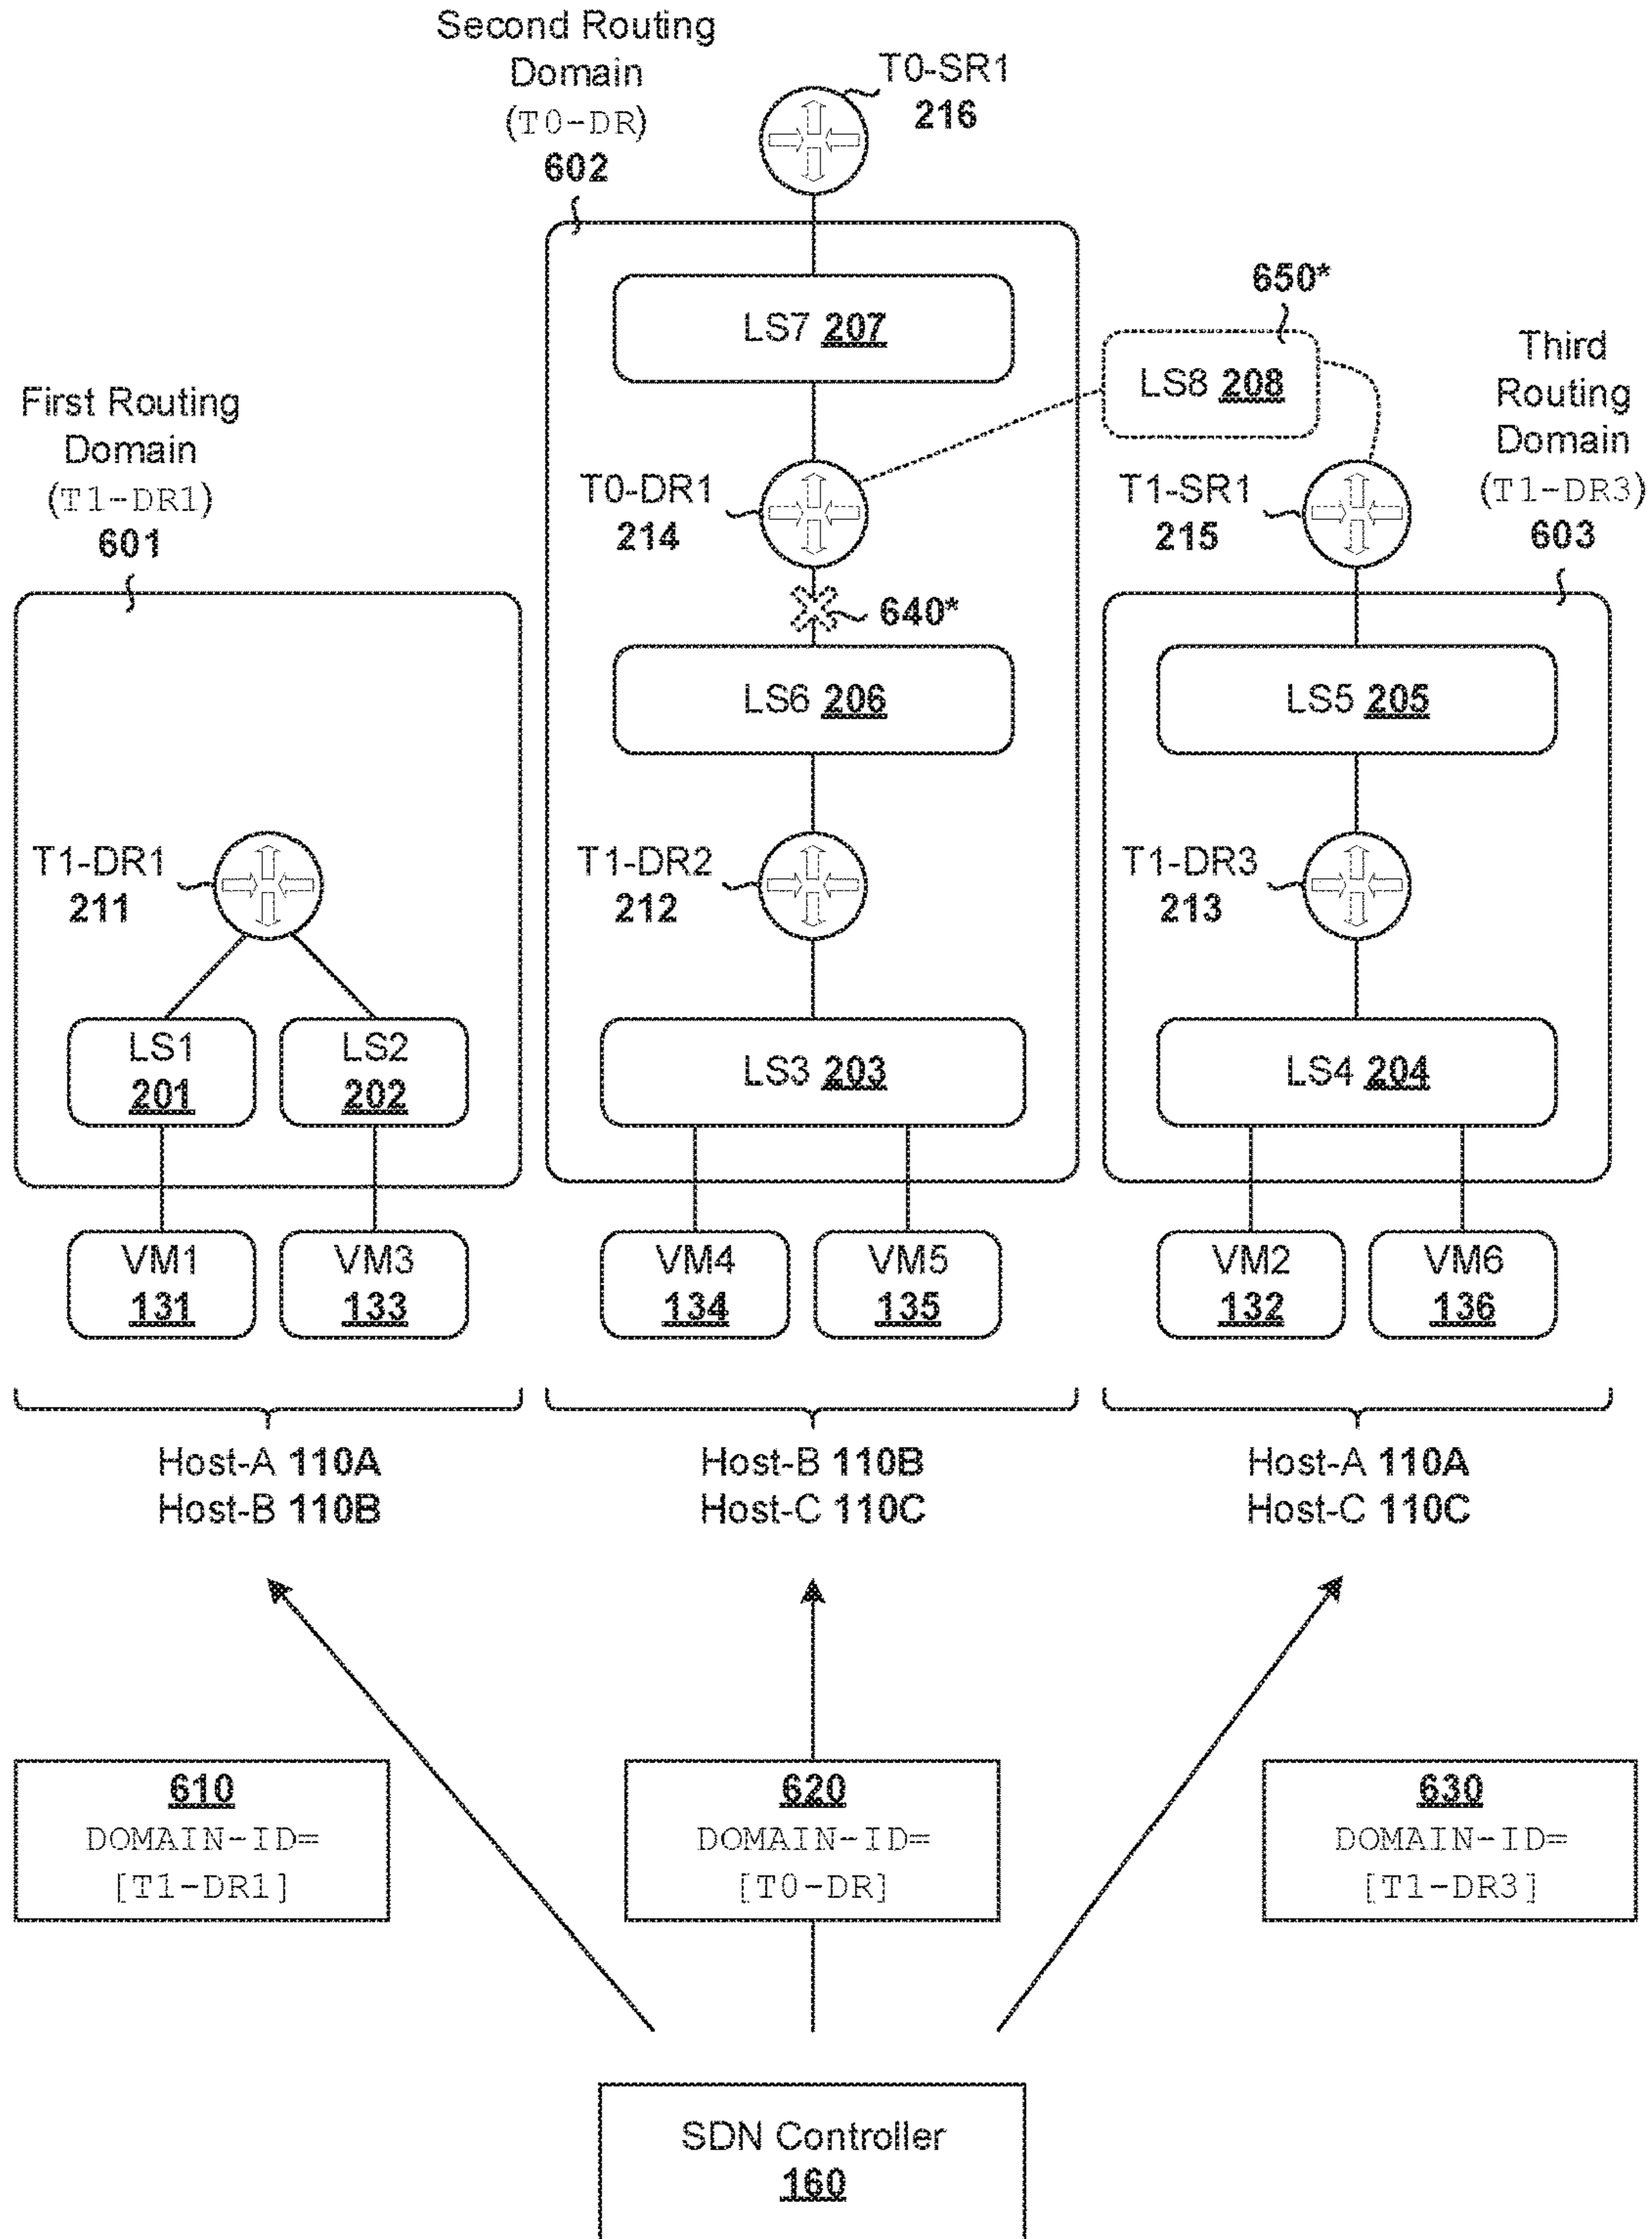 Second Routing
Domain
(T0-DR)
602
T0-SR1
216
LS7 207
650*
LS8 208
Third
Routing
Domain
(T1-DR3)
603
First Routing
Domain
(T1-DR1)
601
T0-DR1
214
T1-SR1
215
640*
LS6 206
LS5 205
T1-DR1
211
T1-DR2
212
T1-DR3
213
LS1
201
LS2
202
LS3 203
LS4 204
VM1
131
VM3
133
VM4
134
VM5
135
VM2
132
VM6
136
Host-A 110A
Host-B 110B
Host-B 110B
Host-C 110C
Host-A 110A
Host-C 110C
610
DOMAIN-ID=
[T1-DR1]
620
DOMAIN-ID=
[T0-DR]
630
DOMAIN-ID=
[T1-DR3]
SDN Controller
160